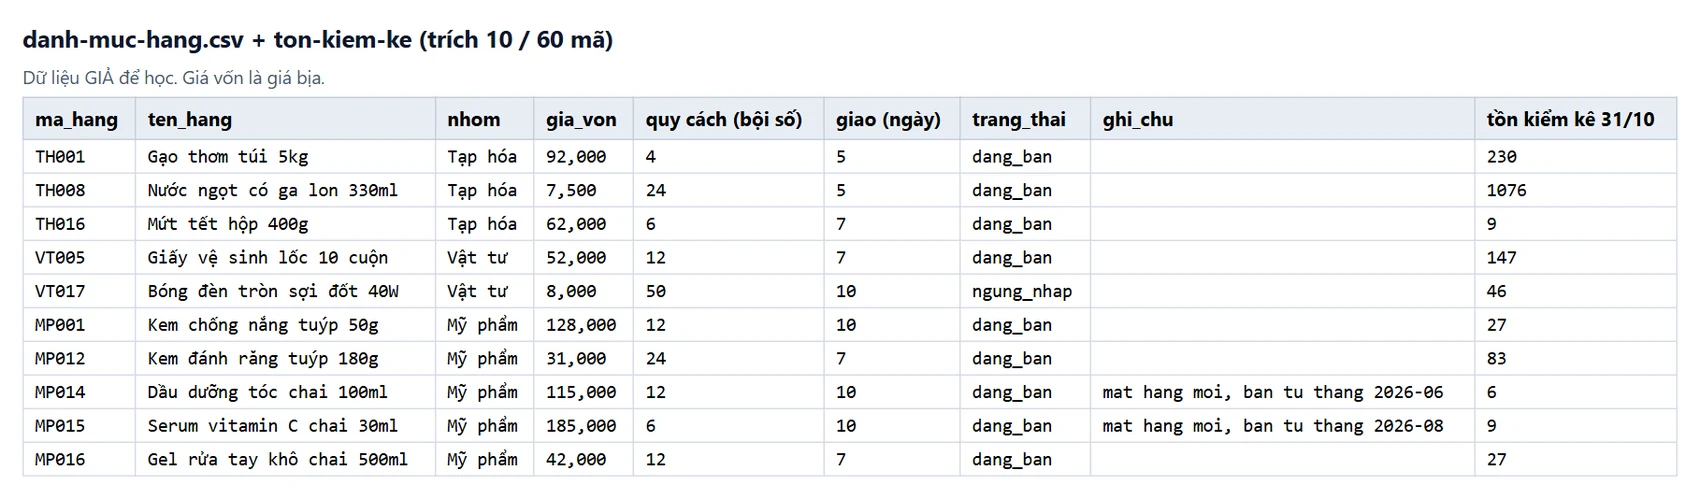 danh-muc-hang.csv + ton-kiem-ke (trích 10 / 60 mã)
Dữ liệu GIẢ để học. Giá vốn là giá bịa.
ma_hang ten_hang nhom gia_von quy cách (bội số) giao (ngày) trang_thai ghi_chu tồn kiểm kê 31/10
TH001 Gạo thơm túi 5kg Tạp hóa 92,000 4 5 dang_ban 230
TH008 Nước ngọt có ga lon 330ml Tạp hóa 7,500 24 5 dang_ban 1076
TH016 Mứt tết hộp 400g Tạp hóa 62,000 6 7 dang_ban 9
VT005 Giấy vệ sinh lốc 10 cuộn Vật tư 52,000 12 7 dang_ban 147
VT017 Bóng đèn tròn sợi đốt 40W Vật tư 8,000 50 10 ngung_nhap 46
MP001 Kem chống nắng tuýp 50g Mỹ phẩm 128,000 12 10 dang_ban 27
MP012 Kem đánh răng tuýp 180g Mỹ phẩm 31,000 24 7 dang_ban 83
MP014 Dầu dưỡng tóc chai 100ml Mỹ phẩm 115,000 12 10 dang_ban mat hang moi, ban tu thang 2026-06 6
MP015 Serum vitamin C chai 30ml Mỹ phẩm 185,000 6 10 dang_ban mat hang moi, ban tu thang 2026-08 9
MP016 Gel rửa tay khô chai 500ml Mỹ phẩm 42,000 12 7 dang_ban 27